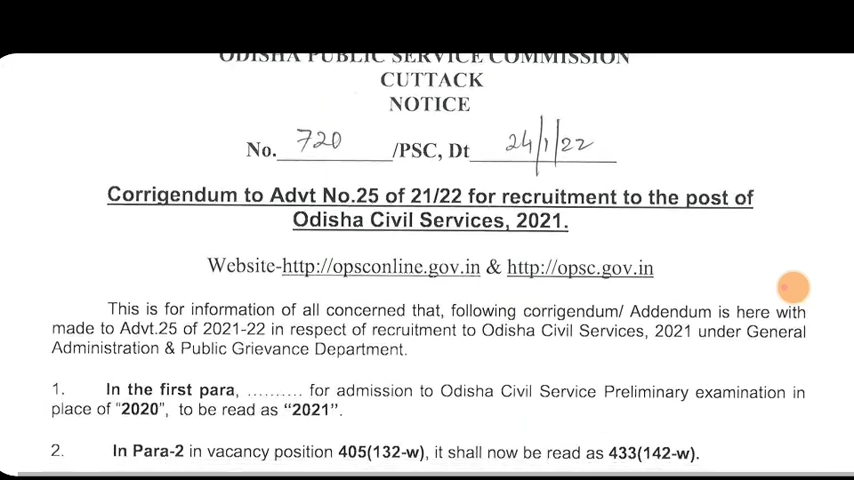 ODISHA PUBLIC SERVICE COMMISSION
CUTTACK
NOTICE
No. 720 /PSC, Dt 24/1/22
Corrigendum to Advt No.25 of 21/22 for recruitment to the post of
Odisha Civil Services, 2021.
Website-http://opsconline.gov.in & http://opsc.gov.in
This is for information of all concerned that, following corrigendum/ Addendum is here with
made to Advt.25 of 2021-22 in respect of recruitment to Odisha Civil Services, 2021 under General
Administration & Public Grievance Department.
1. In the first para, .......... for admission to Odisha Civil Service Preliminary examination in
place of "2020", to be read as "2021".
2. In Para-2 in vacancy position 405(132-w), it shall now be read as 433(142-w).